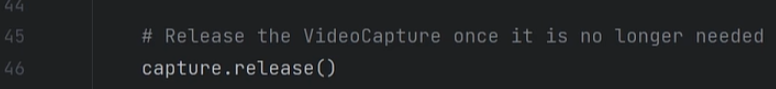 44
45 # Release the VideoCapture once it is no longer needed
46 capture.release()